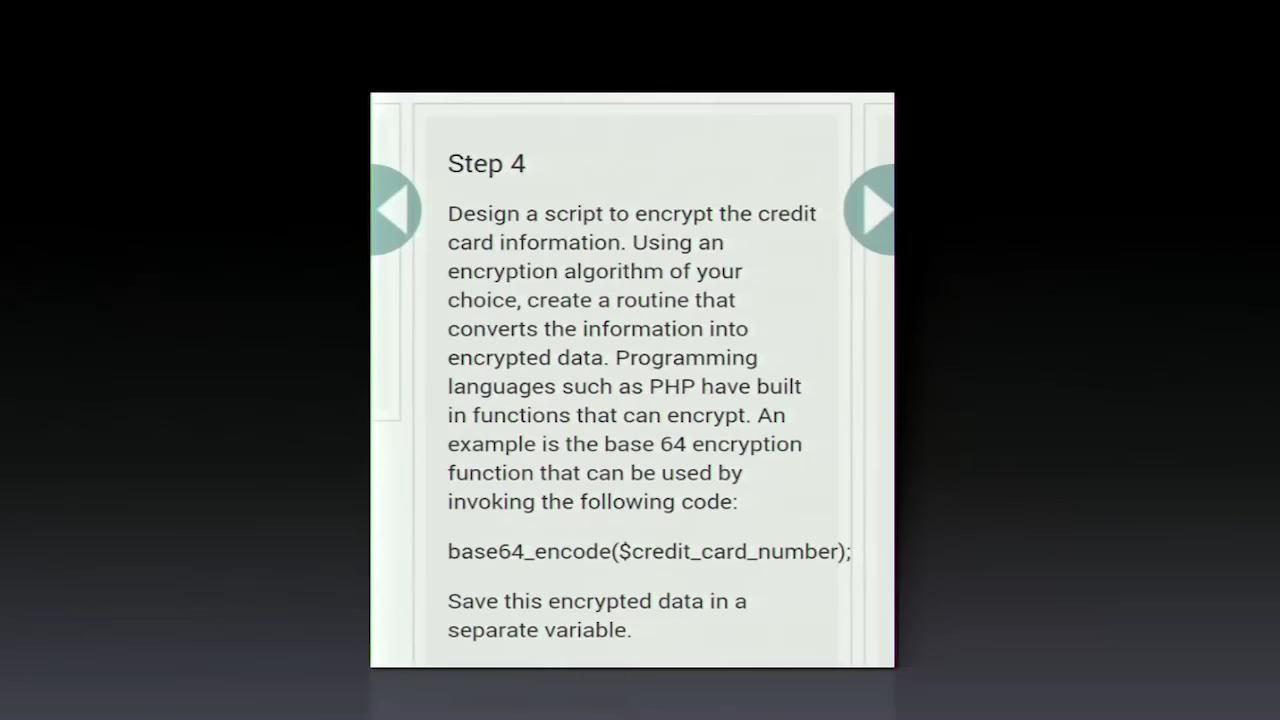 Step 4
Design a script to encrypt the credit
card information. Using an
encryption algorithm of your
choice, create a routine that
converts the information into
encrypted data. Programming
languages such as PHP have built
in functions that can encrypt. An
example is the base 64 encryption
function that can be used by
invoking the following code:
base64_encode($credit_card_number);
Save this encrypted data in a
separate variable.